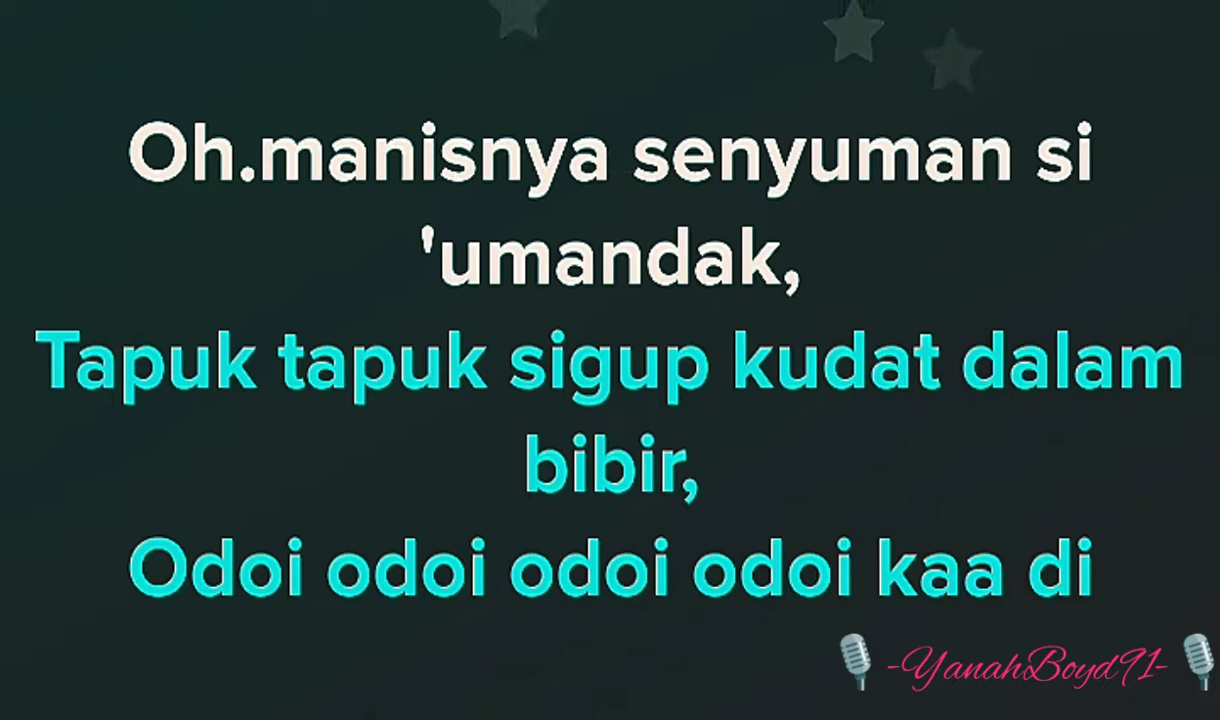 Oh.manisnya senyuman si
'umandak,
Tapuk tapuk sigup kudat dalam
bibir,
Odoi odoi odoi odoi kaa di
-YanahBoyd91-